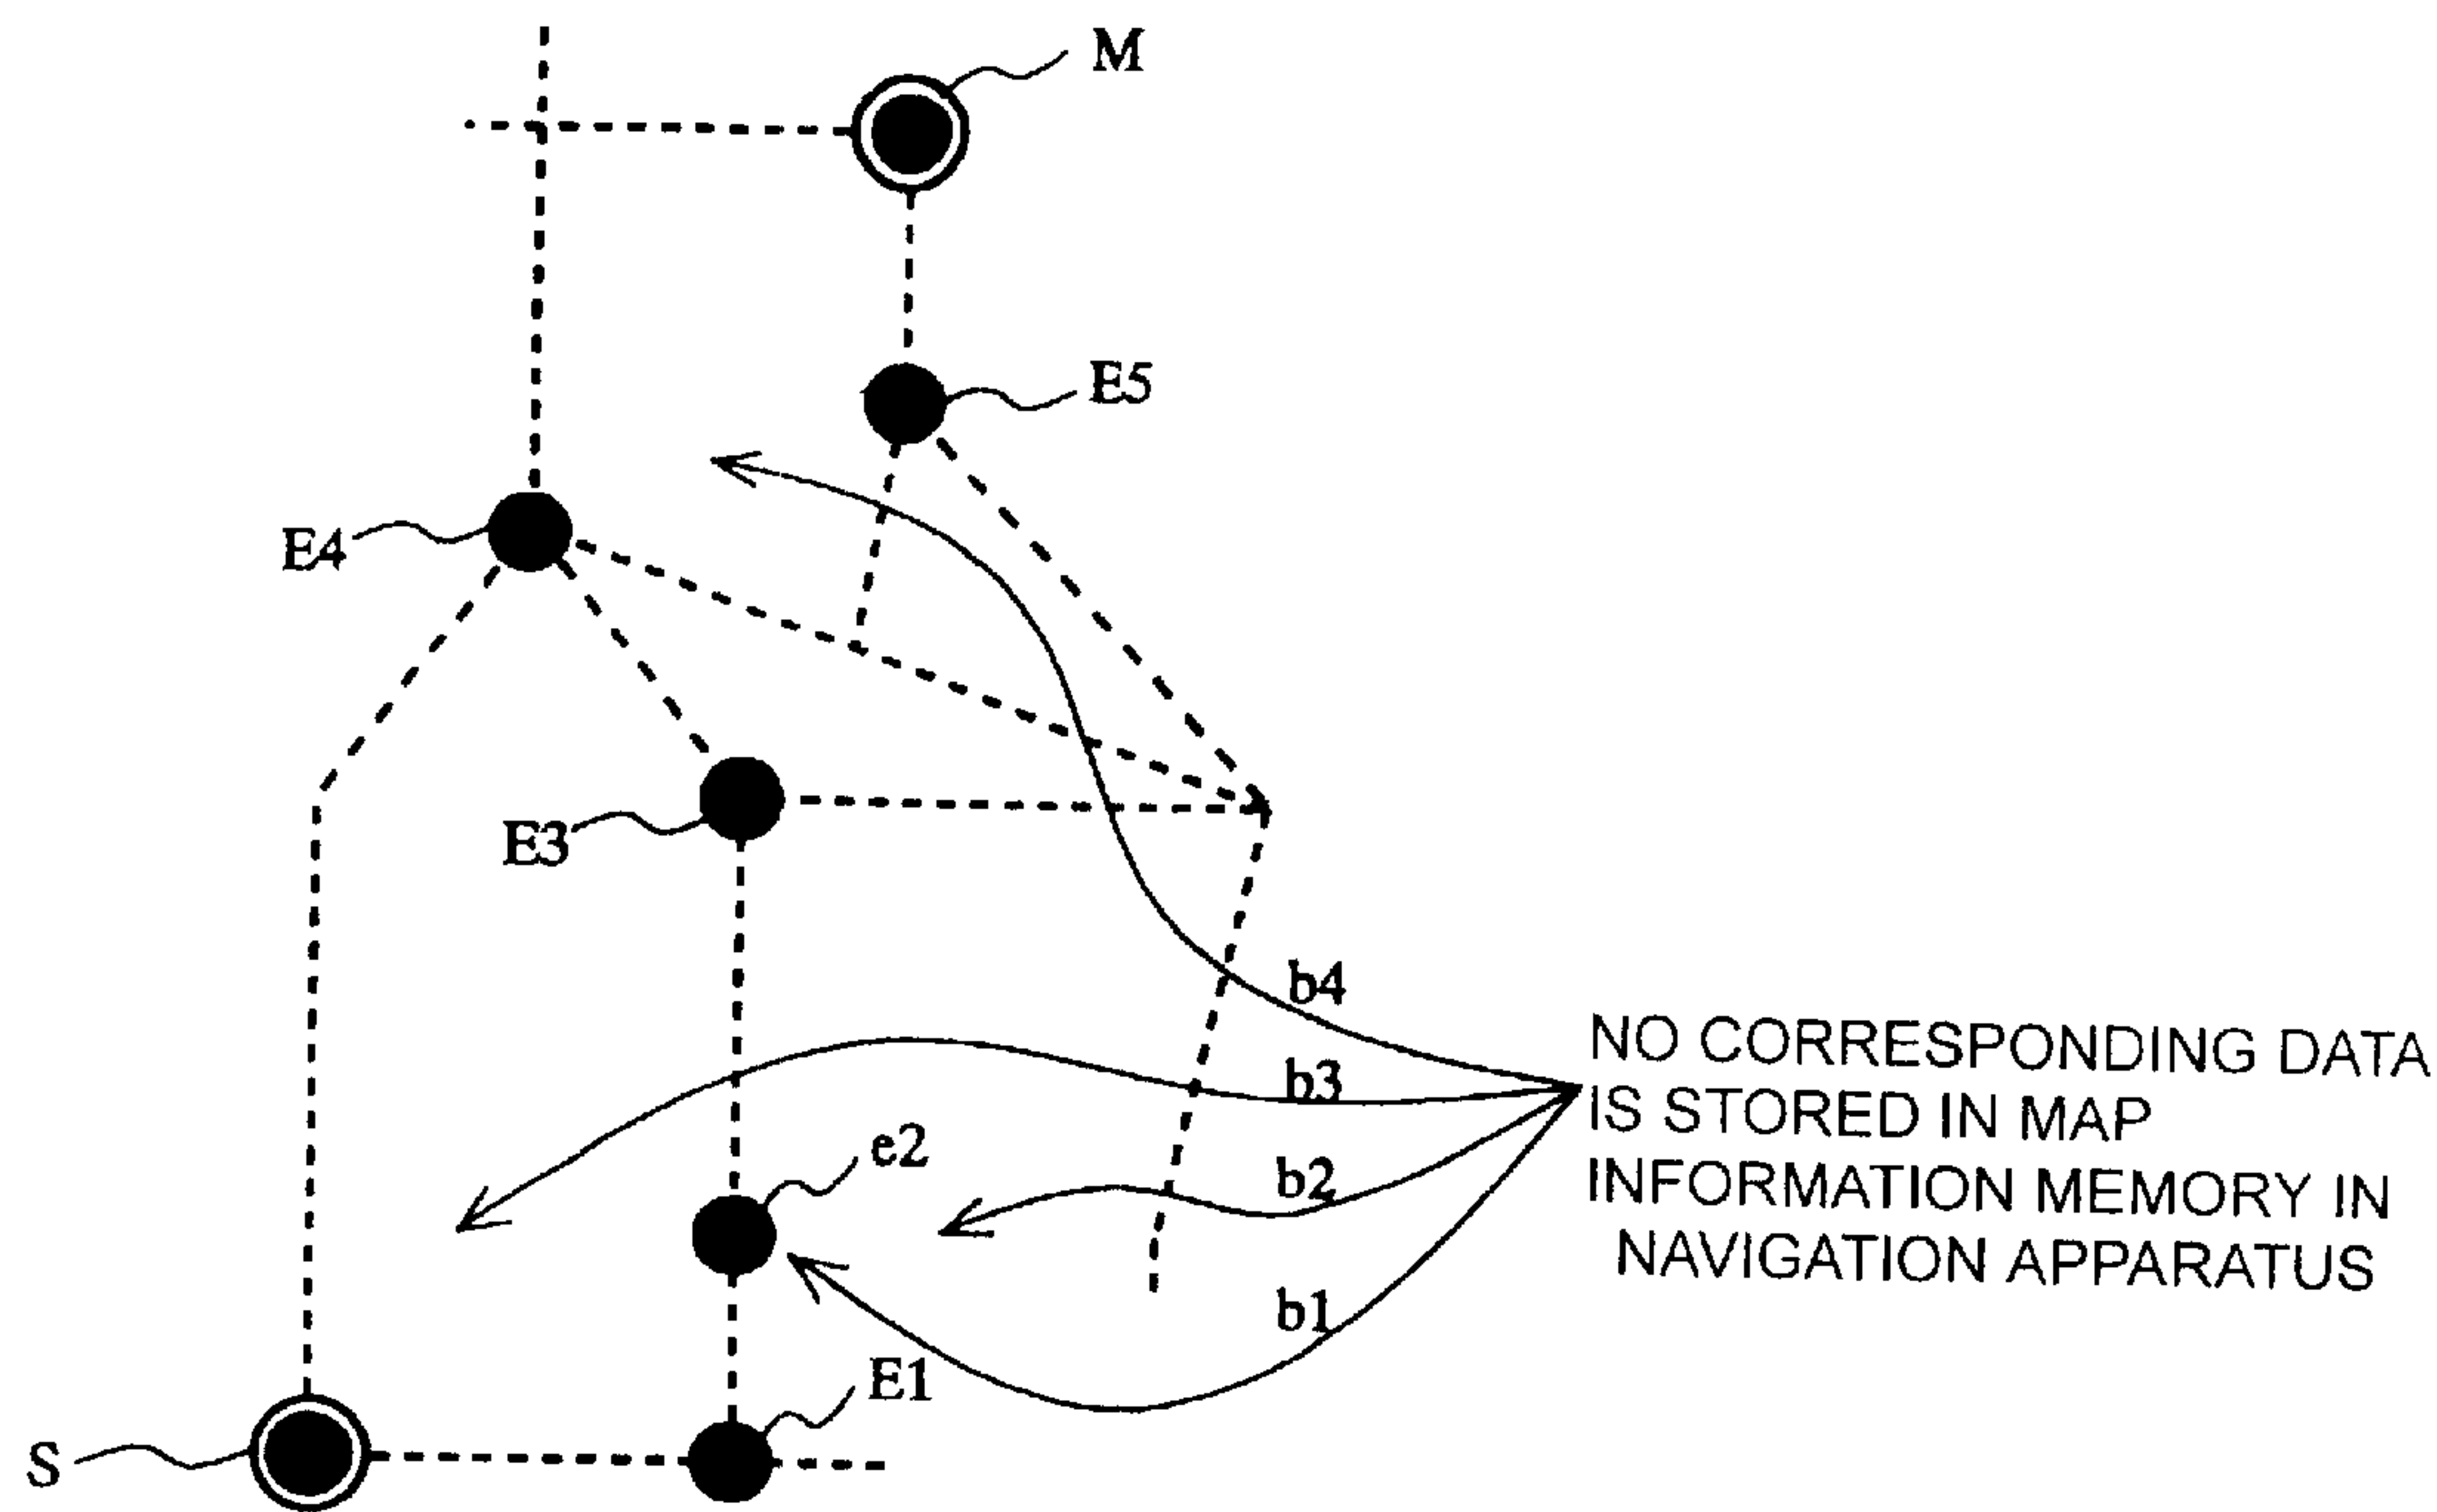 M
E5
E4
E3
b4
NO CORRESPONDING DATA
IS STORED IN MAP
INFORMATION MEMORY IN
NAVIGATION APPARATUS
b3
e2
b2
b1
E1
S